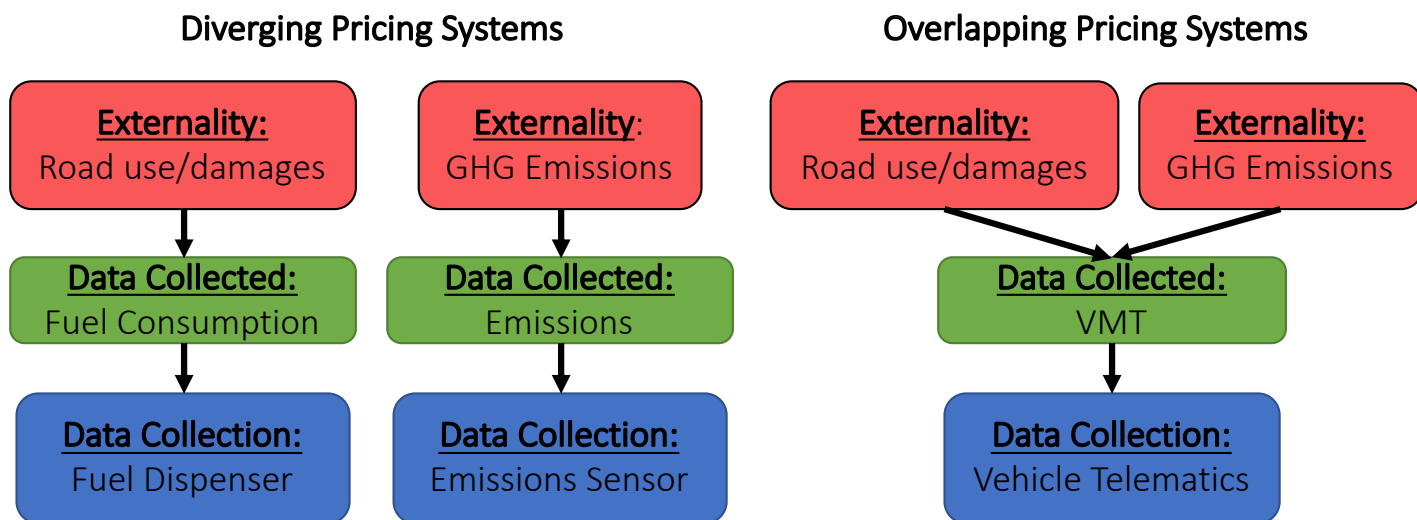 Diverging Pricing Systems
Externality:
Road use/damages
Data Collected:
Fuel Consumption
Data Collection:
Fuel Dispenser
Externality:
GHG Emissions
Data Collected:
Emissions
Data Collection:
Emissions Sensor
Overlapping Pricing Systems
Externality:
Road use/damages
Externality:
GHG Emissions
Data Collected:
VMT
Data Collection:
Vehicle Telematics